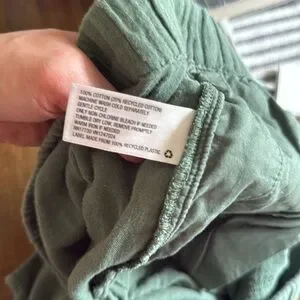 100% COTTON (20% RECYCLED COTTON)
MACHINE WASH COLD SEPARATELY
GENTLE CYCLE
ONLY NON-CHLORINE BLEACH IF NEEDED
TUMBLE DRY LOW, REMOVE PROMPTLY
WARM IRON IF NEEDED
LABEL MADE FROM 100% RECYCLED PLASTIC